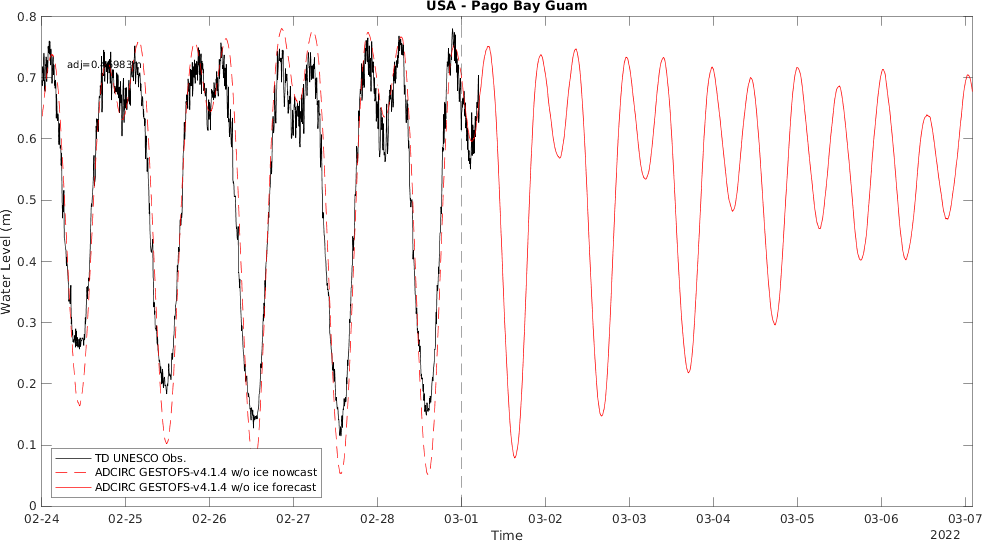 USA - Pago Bay Guam
0.8
0.7
0.6
0.5
0.4
0.3
0.2
0.1
0
Water Level (m)
TD UNESCO Obs.
ADCIRC GESTOFS-v4.1.4 w/o ice nowcast
ADCIRC GESTOFS-v4.1.4 w/o ice forecast
02-24 02-25 02-26 02-27 02-28 03-01 03-02 03-03 03-04 03-05 03-06 03-07
Time
2022